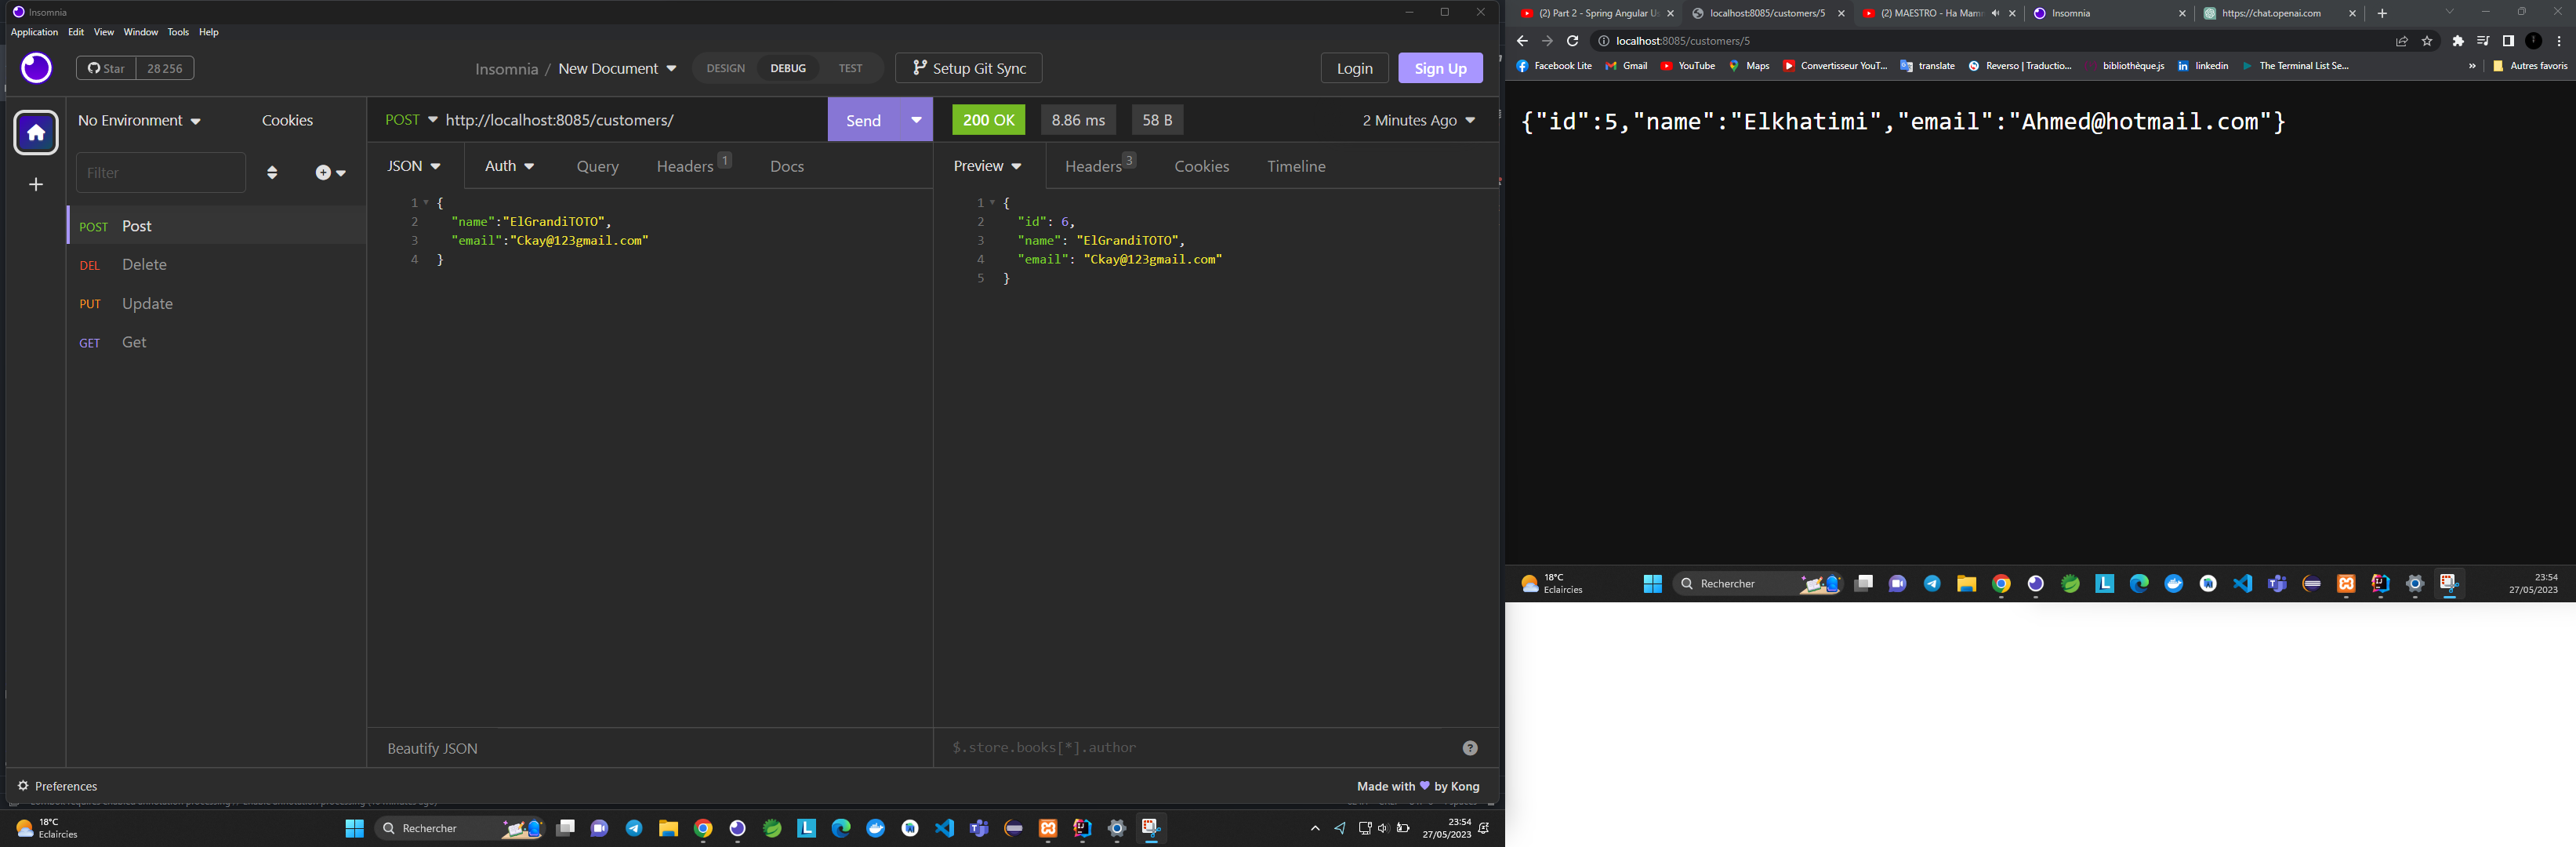 Insomnia
Application Edit View Window Tools Help
Star 28 256
Insomnia / New Document
DESIGN DEBUG TEST
Setup Git Sync
Login Sign Up
No Environment Cookies
Filter
POST Post
DEL Delete
PUT Update
GET Get
POST http://localhost:8085/customers/ Send
JSON Auth Query Headers 1 Docs
1 {
2 "name":"ElGrandiTOTO",
3 "email":"Ckay@123gmail.com"
4 }
Beautify JSON
200 OK 8.86 ms 58 B 2 Minutes Ago
Preview Headers 3 Cookies Timeline
1 {
2 "id": 6,
3 "name": "ElGrandiTOTO",
4 "email": "Ckay@123gmail.com"
5 }
$.store.books[*].author
Preferences
Made with by Kong
18°C
Eclaircies
Rechercher
23:54
27/05/2023
(2) Part 2 - Spring Angular Us
localhost:8085/customers/5
(2) MAESTRO - Ha Mam
Insomnia
https://chat.openai.com
localhost:8085/customers/5
Facebook Lite Gmail YouTube Maps Convertisseur YouT... translate Reverso | Traductio... bibliothèque.js linkedin The Terminal List Se... » Autres favoris
{"id":5,"name":"Elkhatimi","email":"Ahmed@hotmail.com"}
18°C
Eclaircies
Rechercher
23:54
27/05/2023